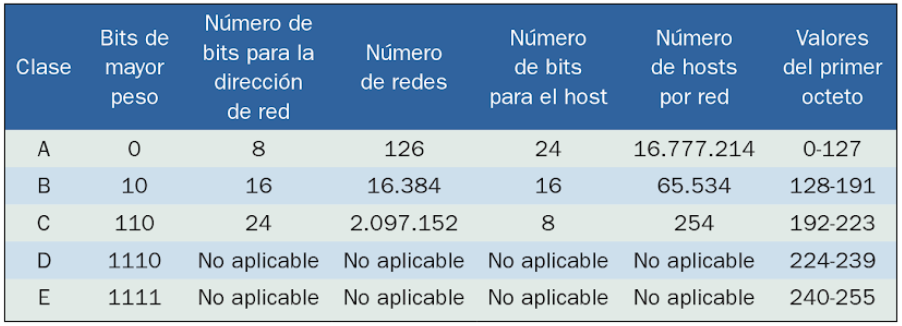 Clase Bits de mayor peso Número de bits para la dirección de red Número de redes Número de bits para el host Número de hosts por red Valores del primer octeto
A 0 8 126 24 16.777.214 0-127
B 10 16 16.384 16 65.534 128-191
C 110 24 2.097.152 8 254 192-223
D 1110 No aplicable No aplicable No aplicable No aplicable 224-239
E 1111 No aplicable No aplicable No aplicable No aplicable 240-255